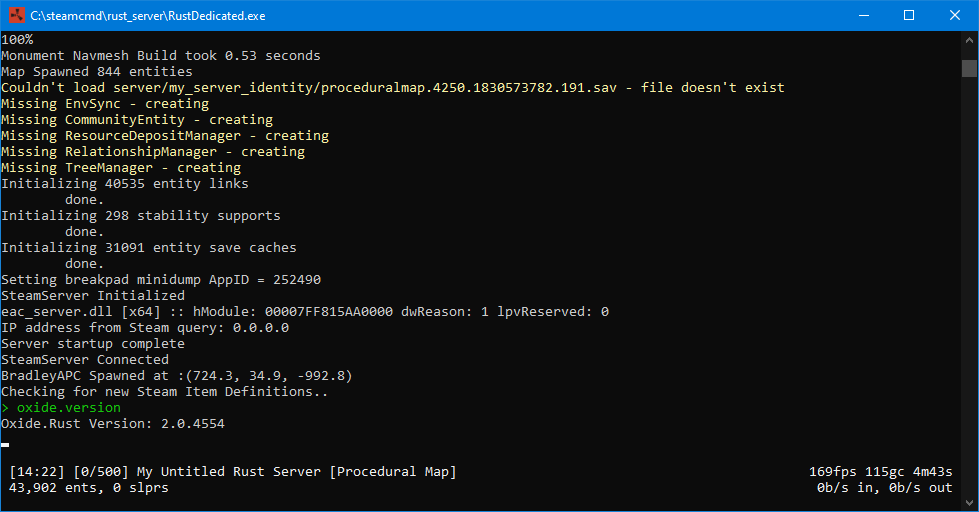 C:\steamcmd\rust_server\RustDedicated.exe
100%
Monument Navmesh Build took 0.53 seconds
Map Spawned 844 entities
Couldn't load server/my_server_identity/proceduralmap.4250.1830573782.191.sav - file doesn't exist
Missing EnvSync - creating
Missing CommunityEntity - creating
Missing ResourceDepositManager - creating
Missing RelationshipManager - creating
Missing TreeManager - creating
Initializing 40535 entity links
done.
Initializing 298 stability supports
done.
Initializing 31091 entity save caches
done.
Setting breakpad minidump AppID = 252490
SteamServer Initialized
eac_server.dll [x64] :: hModule: 00007FF815AA0000 dwReason: 1 lpvReserved: 0
IP address from Steam query: 0.0.0.0
Server startup complete
SteamServer Connected
BradleyAPC Spawned at :(724.3, 34.9, -992.8)
Checking for new Steam Item Definitions..
> oxide.version
Oxide.Rust Version: 2.0.4554
[14:22] [0/500] My Untitled Rust Server [Procedural Map] 169fps 115gc 4m43s
43,902 ents, 0 slprs 0b/s in, 0b/s out